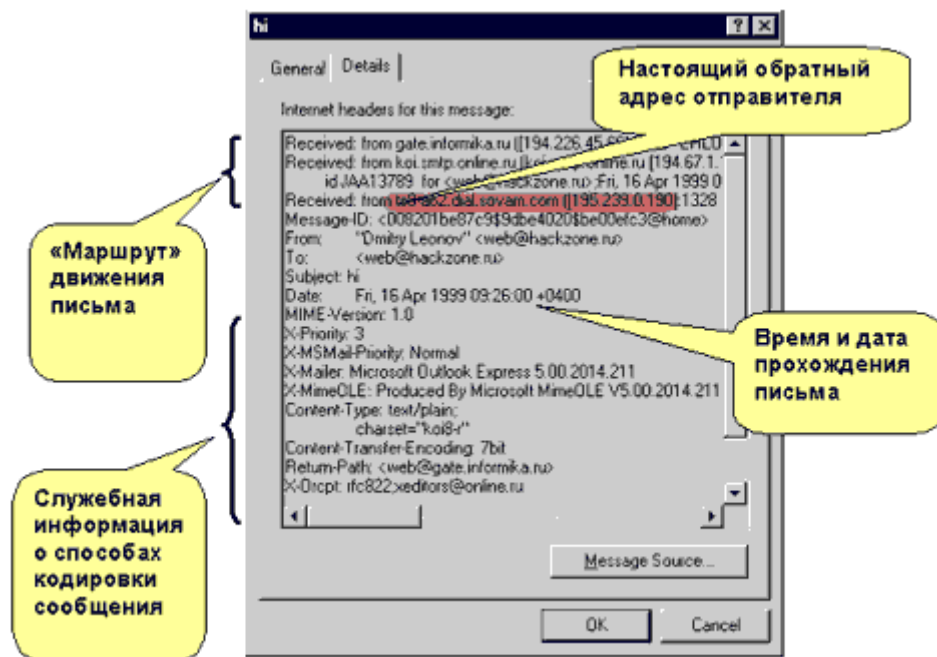 hi
General
Details
Настоящий обратный
адрес отправителя
Internet headers for this message:
Received: from gate.informika.ru ([194.226.45.
Received: from koi.smtp.online.ru [194.67.1.
id JAA13789 for <web@hackzone.ru>;Fri, 16 Apr 1999 0
Received: from dial.sovam.com ([195.239.0.190]:1328
Message-ID: <008201be87c9$9dbe4020$be00efc3@home>
From: "Dmitry Leonov" <web@hackzone.ru>
To: <web@hackzone.ru>
Subject: hi
Date: Fri, 16 Apr 1999 09:26:00 +0400
MIME-Version: 1.0
X-Priority: 3
X-MSMail-Priority: Normal
X-Mailer: Microsoft Outlook Express 5.00.2014.211
X-MimeOLE: Produced By Microsoft MimeOLE V5.00.2014.211
Content-Type: text/plain;
charset="koi8-r"
Content-Transfer-Encoding: 7bit
Return-Path: <web@gate.informika.ru>
X-Orcpt: rfc822;xeditors@online.ru
«Маршрут»
движения
письма
Время и дата
прохождения
письма
Служебная
информация
о способах
кодировки
сообщения
Message Source...
OK
Cancel